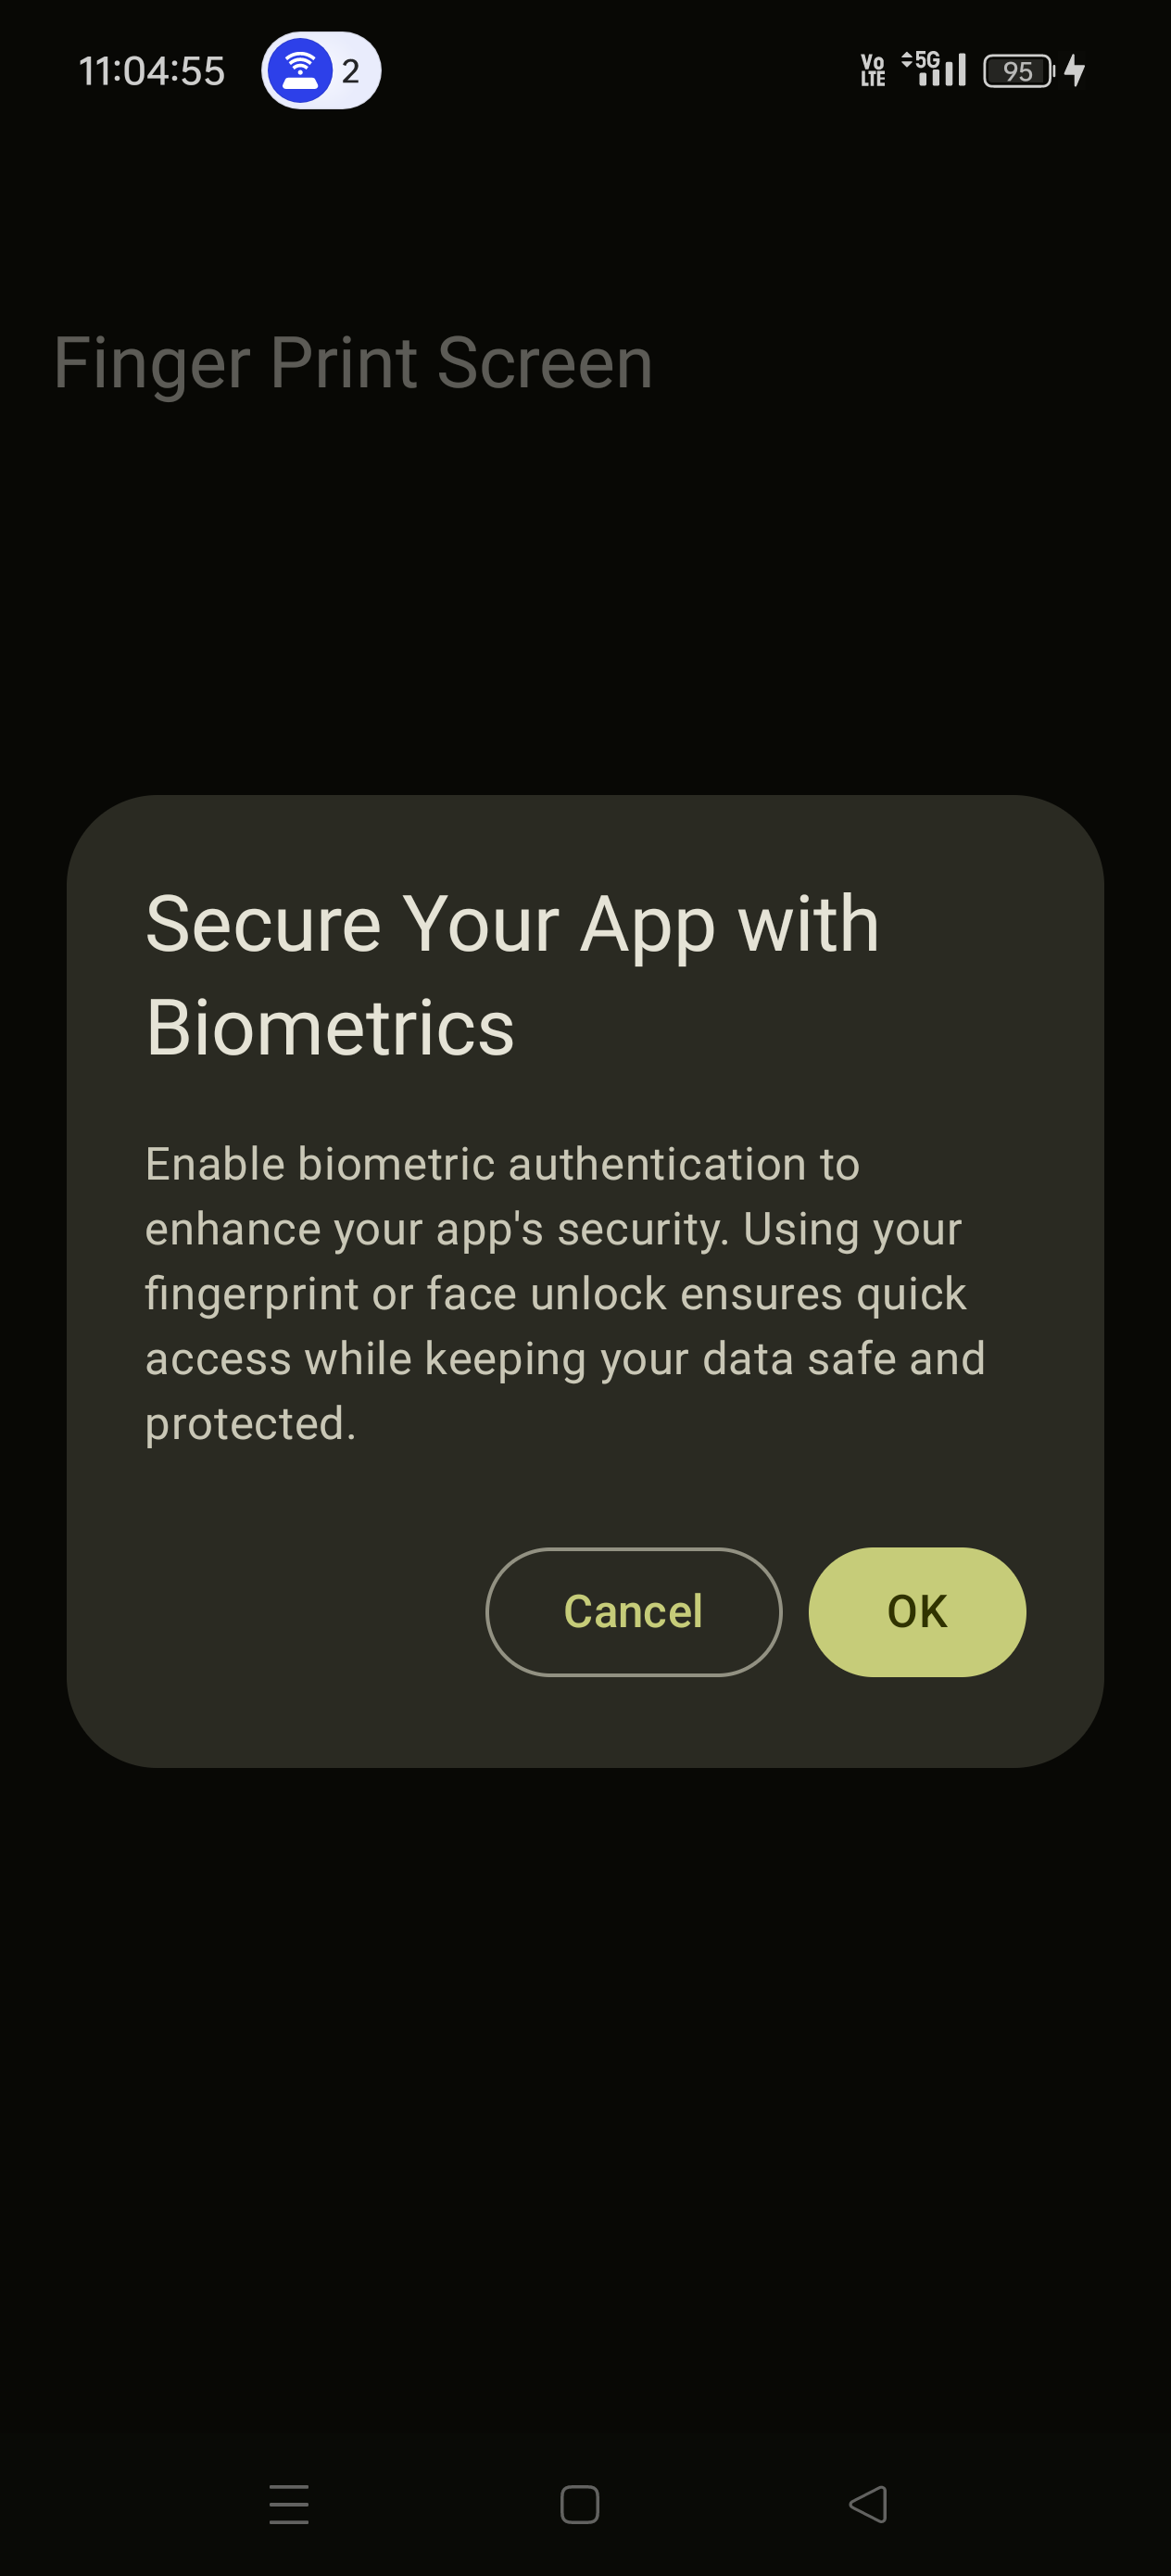 11:04:55 2 Vo LTE 5G 95
Finger Print Screen
Secure Your App with
Biometrics
Enable biometric authentication to
enhance your app's security. Using your
fingerprint or face unlock ensures quick
access while keeping your data safe and
protected.
Cancel OK